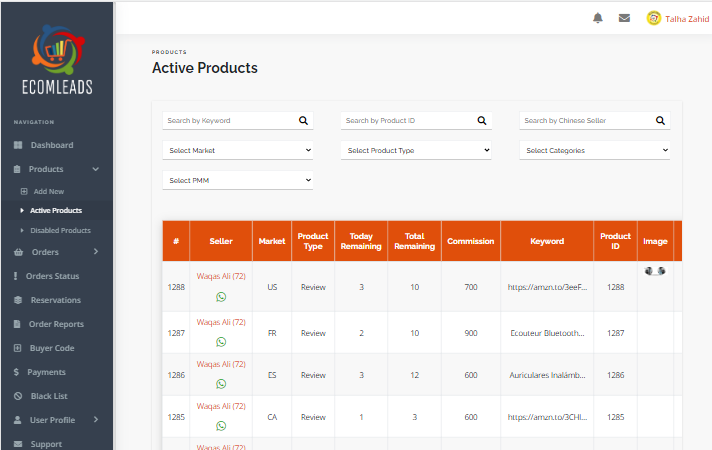 Talha Zahid
ECOMLEADS
NAVIGATION
Dashboard
Products
Add New
Active Products
Disabled Products
Orders
Orders Status
Reservations
Order Reports
Buyer Code
Payments
Black List
User Profile
Support
PRODUCTS
Active Products
Search by Keyword Search by Product ID Search by Chinese Seller
Select Market Select Product Type Select Categories
Select PMM
# Seller Market Product Type Today Remaining Total Remaining Commission Keyword Product ID Image
1288 Waqas Ali (72) US Review 3 10 700 https://amzn.to/3eeF... 1288
1287 Waqas Ali (72) FR Review 2 10 900 Ecouteur Bluetooth... 1287
1286 Waqas Ali (72) ES Review 3 12 600 Auriculares Inalámb... 1286
1285 Waqas Ali (72) CA Review 1 3 600 https://amzn.to/3CHl... 1285
Waqas Ali (72)